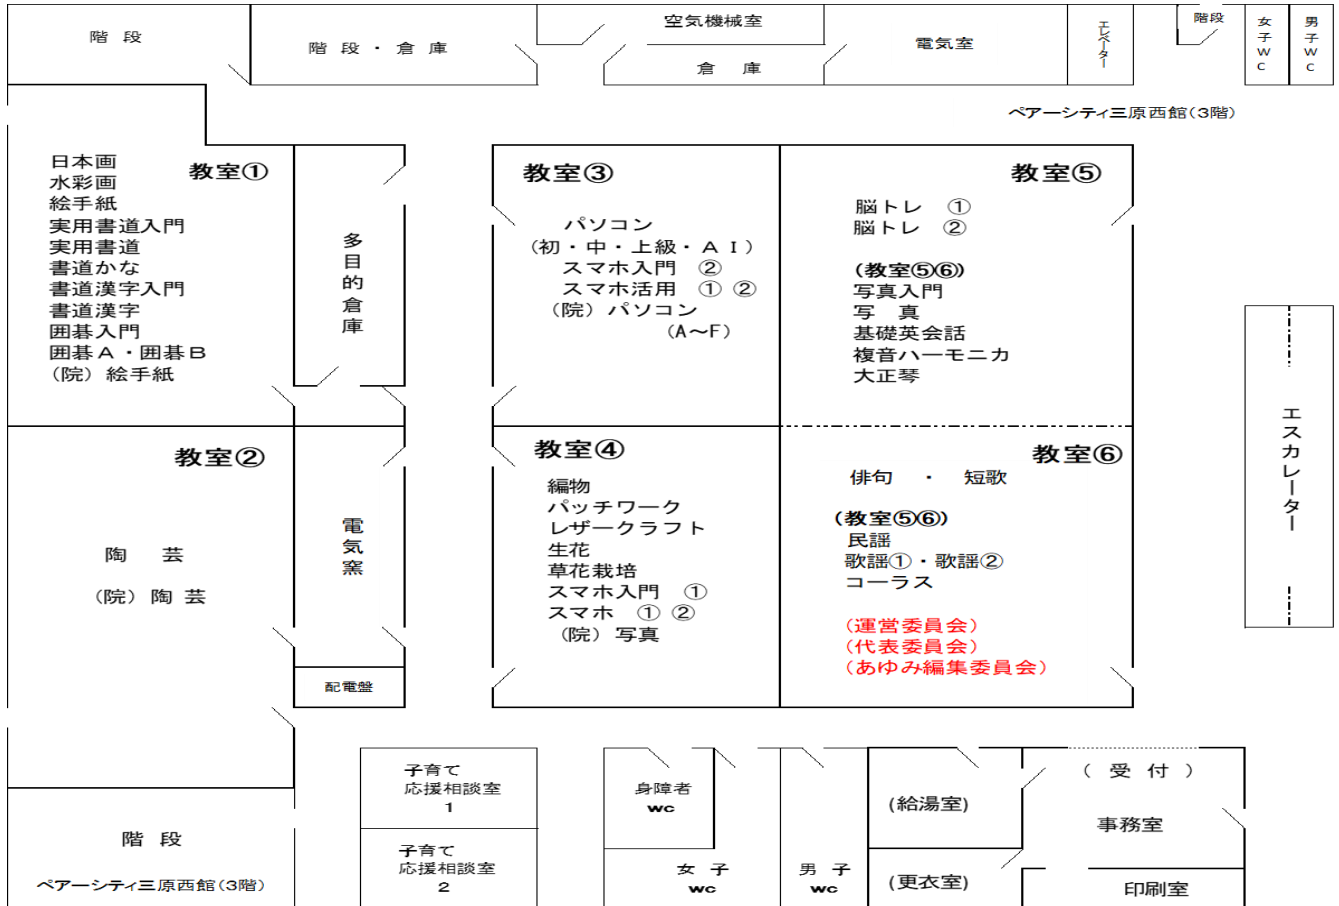 階 段
階 段 ・ 倉 庫
空気機械室
倉 庫
電気室
エレベーター
階段
女子WC
男子WC
ペアーシティ三原西館(3階)
教室①
日本画
水彩画
絵手紙
実用書道入門
実用書道
書道かな
書道漢字入門
書道漢字
囲碁入門
囲碁A・囲碁B
(院)絵手紙
多目的倉庫
教室③
パソコン
(初・中・上級・AI)
スマホ入門 ②
スマホ活用 ① ②
(院)パソコン
(A~F)
教室⑤
脳トレ ①
脳トレ ②
(教室⑤⑥)
写真入門
写 真
基礎英会話
複音ハーモニカ
大正琴
エスカレーター
教室②
陶 芸
(院)陶 芸
電気窯
配電盤
教室④
編物
パッチワーク
レザークラフト
生花
草花栽培
スマホ入門 ①
スマホ ① ②
(院)写真
教室⑥
俳句 ・ 短歌
(教室⑤⑥)
民謡
歌謡①・歌謡②
コーラス
(運営委員会)
(代表委員会)
(あゆみ編集委員会)
階 段
ペアーシティ三原西館(3階)
子育て
応援相談室
1
子育て
応援相談室
2
身障者
WC
女 子
WC
男 子
WC
(給湯室)
(更衣室)
( 受 付 )
事務室
印刷室